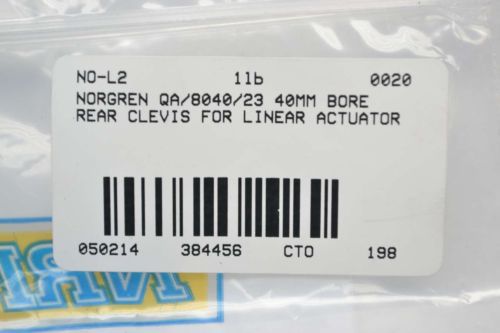 NO-L2 1lb 0020
NORGREN QA/8040/23 40MM BORE
REAR CLEVIS FOR LINEAR ACTUATOR
050214 384456 CTO 198